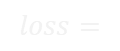 loss =